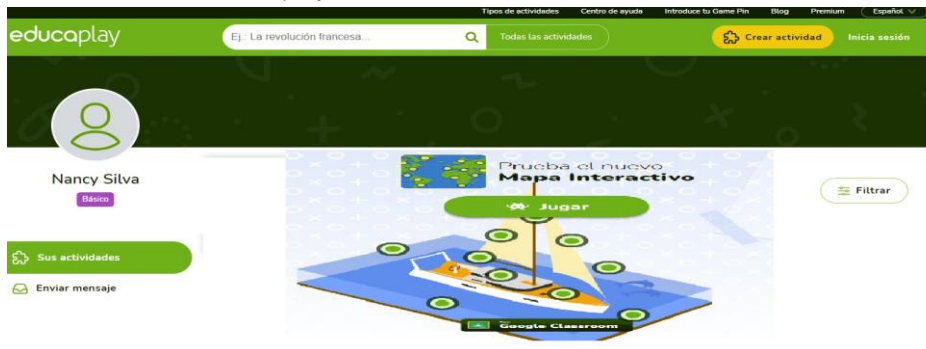 Tipos de actividades Centro de ayuda Introduce tu Game Pin Blog Premium Español
educaplay Ej.: La revolución francesa... Todas las actividades Crear actividad Inicia sesión
Nancy Silva
Básico
Sus actividades
Enviar mensaje
Prueba el nuevo
Mapa Interactivo
Jugar
Google Classroom
Filtrar